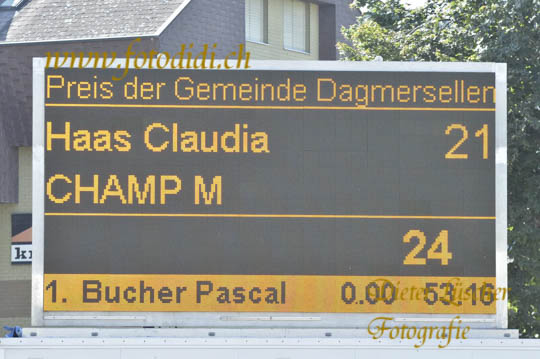 www.fotodidi.ch
Preis der Gemeinde Dagmersellen
Haas Claudia 21
CHAMP M
24
1. Bucher Pascal 0.00 53.16
Fotografie